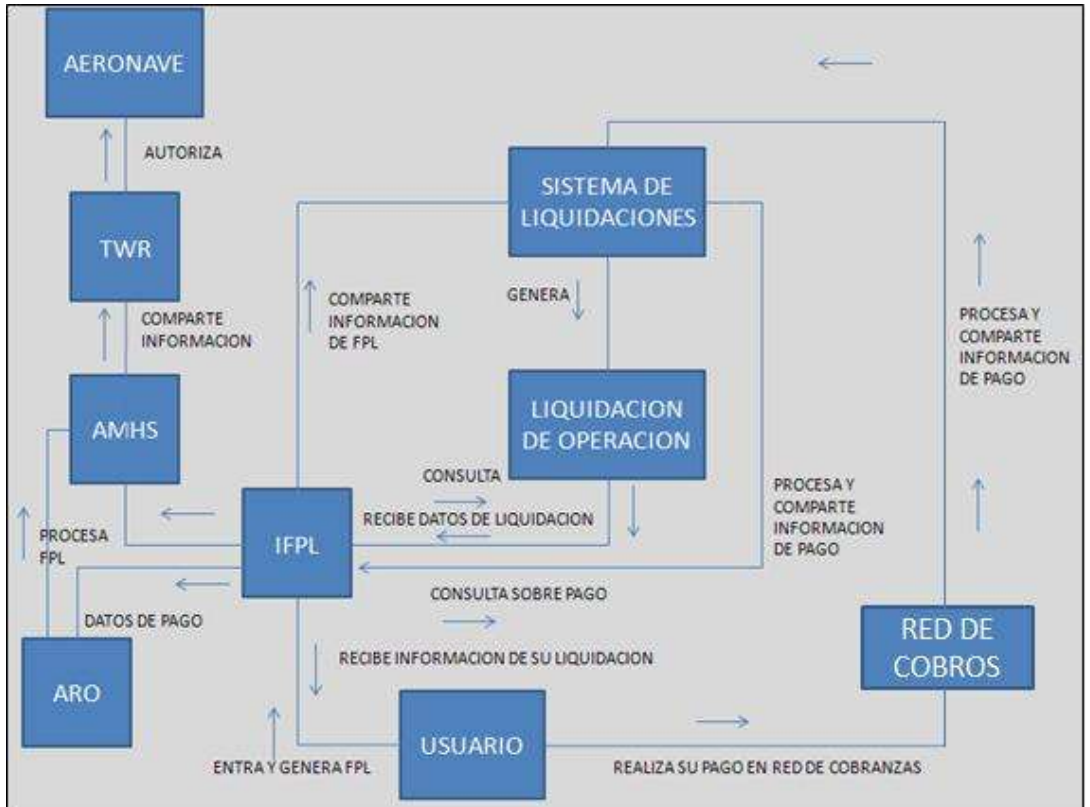 AERONAVE
AUTORIZA
SISTEMA DE
LIQUIDACIONES
TWR
GENERA
COMPARTE
INFORMACION
DE FPL
COMPARTE
INFORMACION
PROCESA Y
COMPARTE
INFORMACION
DE PAGO
AMHS
LIQUIDACION
DE OPERACION
CONSULTA
RECIBE DATOS DE LIQUIDACION
PROCESA Y
COMPARTE
INFORMACION
DE PAGO
PROCESA
FPL
IFPL
CONSULTA SOBRE PAGO
DATOS DE PAGO
RED DE
COBROS
RECIBE INFORMACION DE SU LIQUIDACION
ARO
USUARIO
ENTRA Y GENERA FPL
REALIZA SU PAGO EN RED DE COBRANZAS